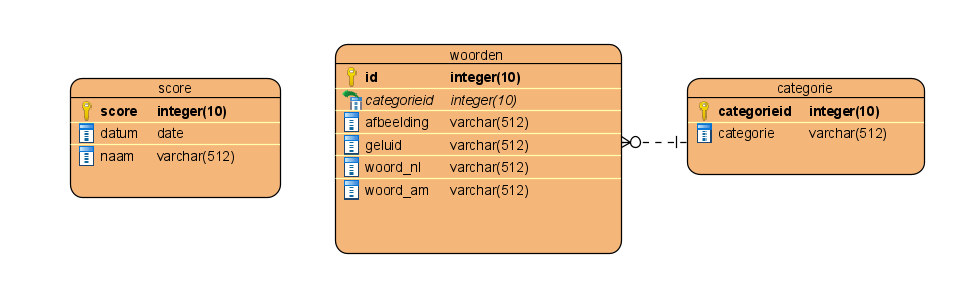 score
score integer(10)
datum date
naam varchar(512)
woorden
id integer(10)
categorieid integer(10)
afbeelding varchar(512)
geluid varchar(512)
woord_nl varchar(512)
woord_am varchar(512)
categorie
categorieid integer(10)
categorie varchar(512)